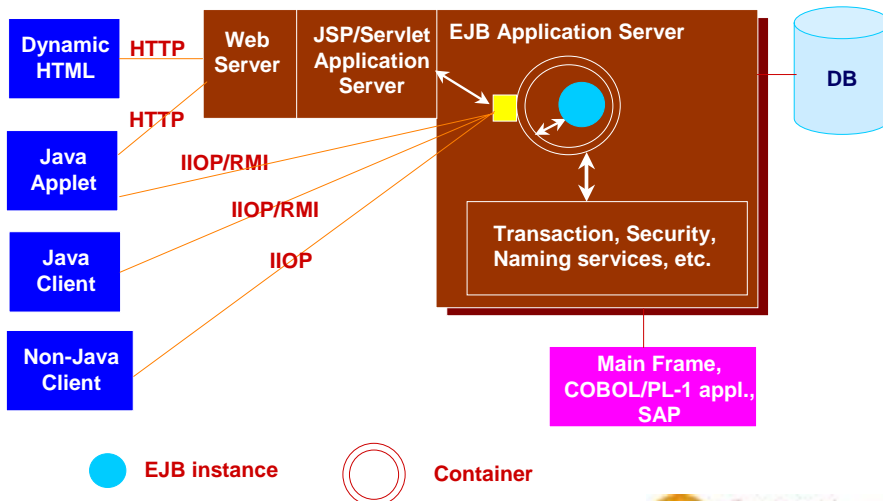 Dynamic
HTML
HTTP
Web
Server
JSP/Servlet
Application
Server
EJB Application Server
DB
HTTP
Java
Applet
IIOP/RMI
IIOP/RMI
Java
Client
IIOP
Transaction, Security,
Naming services, etc.
Non-Java
Client
Main Frame,
COBOL/PL-1 appl.,
SAP
EJB instance
Container